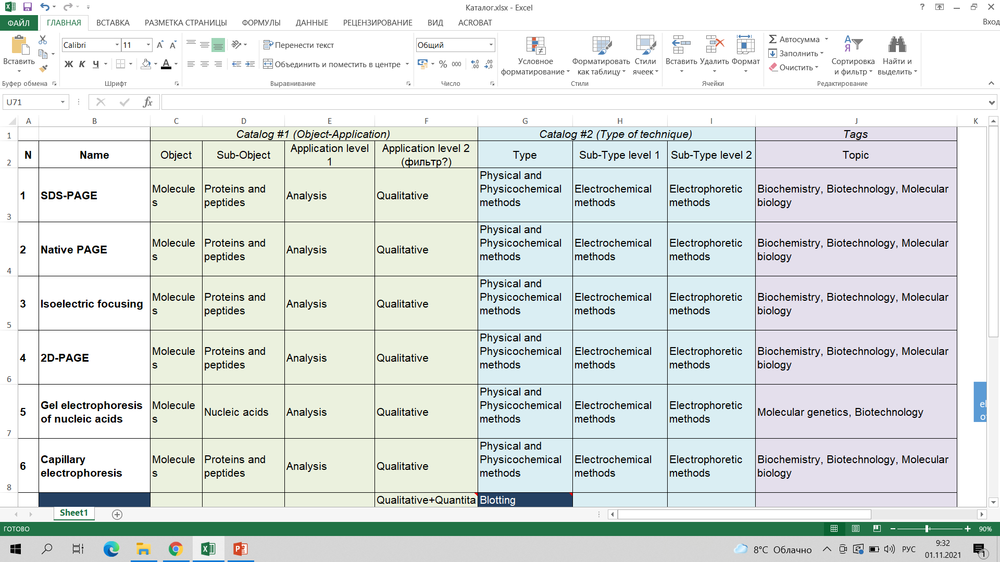 Каталог.xlsx - Excel
ФАЙЛ ГЛАВНАЯ ВСТАВКА РАЗМЕТКА СТРАНИЦЫ ФОРМУЛЫ ДАННЫЕ РЕЦЕНЗИРОВАНИЕ ВИД ACROBAT Вход
Вставить
Буфер обмена
Calibri 11
Ж К Ч
Шрифт
Перенести текст
Объединить и поместить в центре
Выравнивание
Общий
% 000
Число
Условное
форматирование
Форматировать
как таблицу
Стили
ячеек
Стили
Вставить Удалить Формат
Ячейки
Автосумма
Заполнить
Очистить
Сортировка
и фильтр
Найти и
выделить
Редактирование
U71
fx
A B C D E F G H I J K
1 Catalog #1 (Object-Application) Catalog #2 (Type of technique) Tags
2 N Name Object Sub-Object Application level
1 Application level 2
(фильтр?) Type Sub-Type level 1 Sub-Type level 2 Topic
3 1 SDS-PAGE Molecule
s Proteins and
peptides Analysis Qualitative Physical and
Physicochemical
methods Electrochemical
methods Electrophoretic
methods Biochemistry, Biotechnology, Molecular
biology
4 2 Native PAGE Molecule
s Proteins and
peptides Analysis Qualitative Physical and
Physicochemical
methods Electrochemical
methods Electrophoretic
methods Biochemistry, Biotechnology, Molecular
biology
5 3 Isoelectric focusing Molecule
s Proteins and
peptides Analysis Qualitative Physical and
Physicochemical
methods Electrochemical
methods Electrophoretic
methods Biochemistry, Biotechnology, Molecular
biology
6 4 2D-PAGE Molecule
s Proteins and
peptides Analysis Qualitative Physical and
Physicochemical
methods Electrochemical
methods Electrophoretic
methods Biochemistry, Biotechnology, Molecular
biology
7 5 Gel electrophoresis
of nucleic acids Molecule
s Nucleic acids Analysis Qualitative Physical and
Physicochemical
methods Electrochemical
methods Electrophoretic
methods Molecular genetics, Biotechnology
el
o
8 6 Capillary
electrophoresis Molecule
s Proteins and
peptides Analysis Qualitative Physical and
Physicochemical
methods Electrochemical
methods Electrophoretic
methods Biochemistry, Biotechnology, Molecular
biology
Qualitative+Quantita Blotting
Sheet1
ГОТОВО 90%
8°C Облачно РУС 9:32
01.11.2021
1